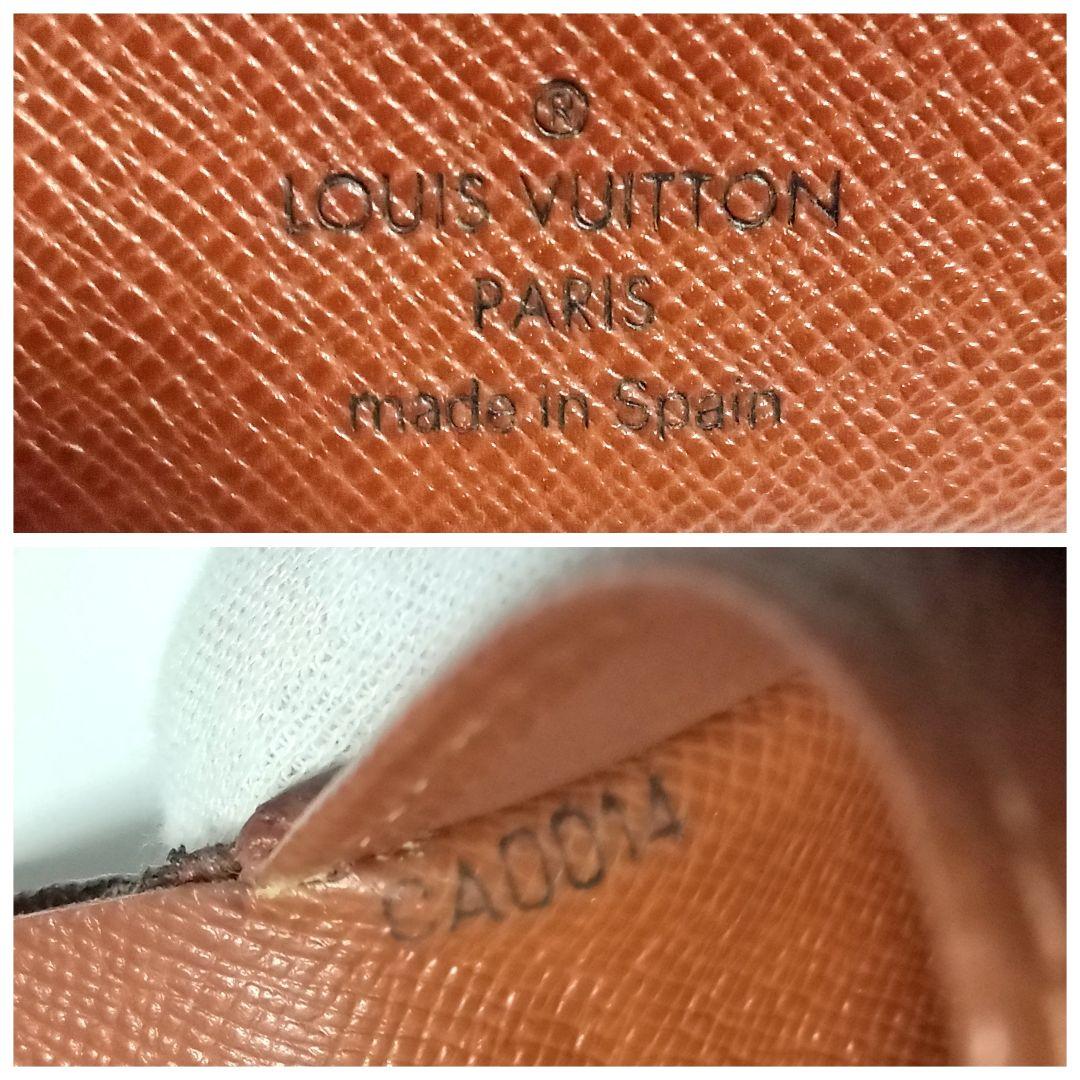 ®
LOUIS VUITTON
PARIS
made in Spain
CA0014